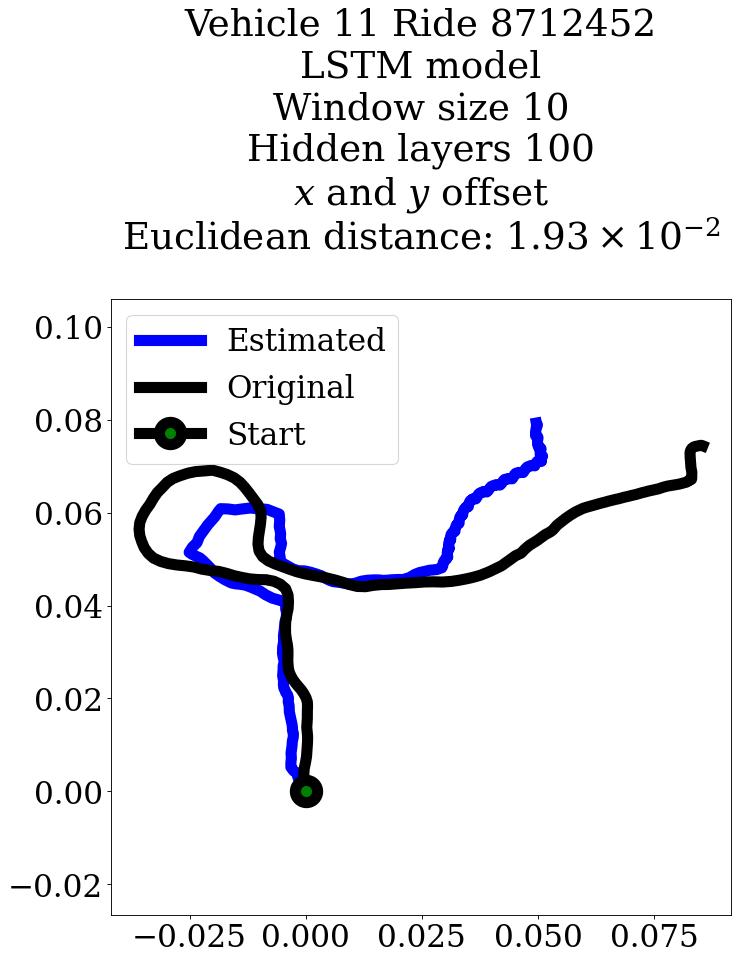 Vehicle 11 Ride 8712452
LSTM model
Window size 10
Hidden layers 100
x and y offset
Euclidean distance: 1.93 × 10⁻²
Estimated
Original
Start
0.10
0.08
0.06
0.04
0.02
0.00
−0.02
−0.025 0.000 0.025 0.050 0.075